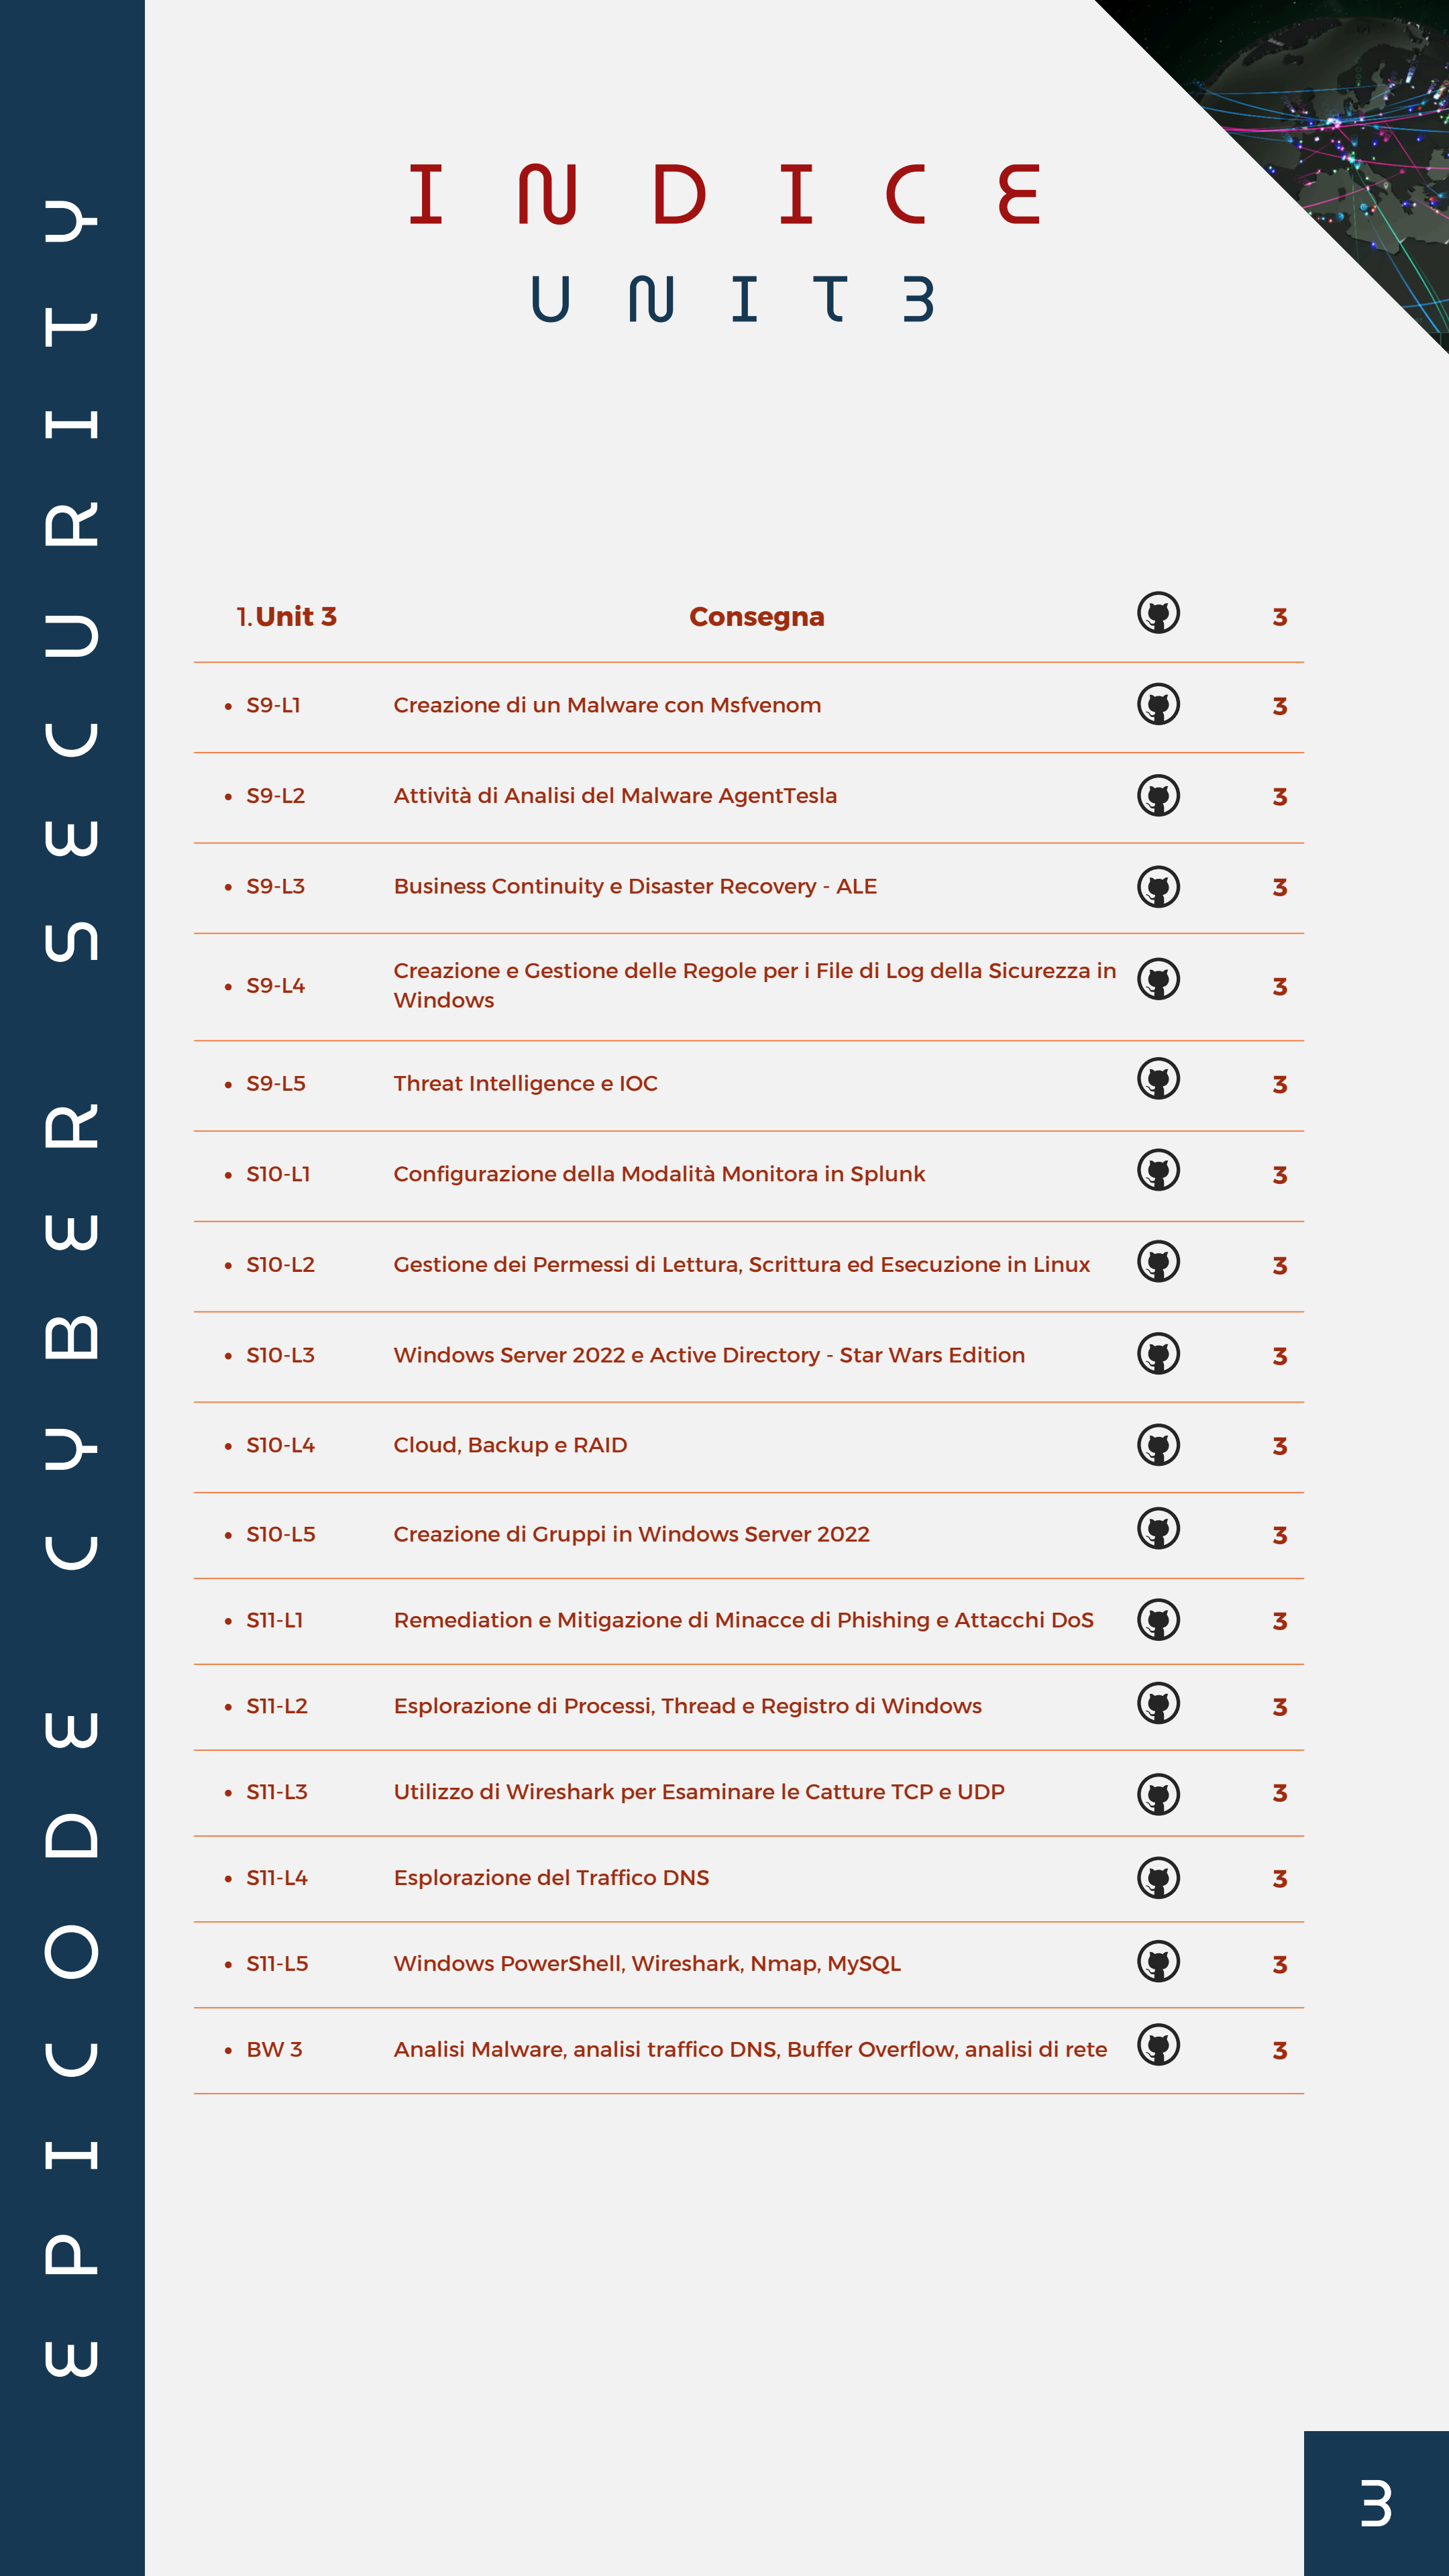 EPICODE CYBER SECURITY
INDICE
UNIT 3
1. Unit 3 Consegna 3
• S9-L1 Creazione di un Malware con Msfvenom 3
• S9-L2 Attività di Analisi del Malware AgentTesla 3
• S9-L3 Business Continuity e Disaster Recovery - ALE 3
• S9-L4 Creazione e Gestione delle Regole per i File di Log della Sicurezza in 3
Windows
• S9-L5 Threat Intelligence e IOC 3
• S10-L1 Configurazione della Modalità Monitora in Splunk 3
• S10-L2 Gestione dei Permessi di Lettura, Scrittura ed Esecuzione in Linux 3
• S10-L3 Windows Server 2022 e Active Directory - Star Wars Edition 3
• S10-L4 Cloud, Backup e RAID 3
• S10-L5 Creazione di Gruppi in Windows Server 2022 3
• S11-L1 Remediation e Mitigazione di Minacce di Phishing e Attacchi DoS 3
• S11-L2 Esplorazione di Processi, Thread e Registro di Windows 3
• S11-L3 Utilizzo di Wireshark per Esaminare le Catture TCP e UDP 3
• S11-L4 Esplorazione del Traffico DNS 3
• S11-L5 Windows PowerShell, Wireshark, Nmap, MySQL 3
• BW 3 Analisi Malware, analisi traffico DNS, Buffer Overflow, analisi di rete 3
3